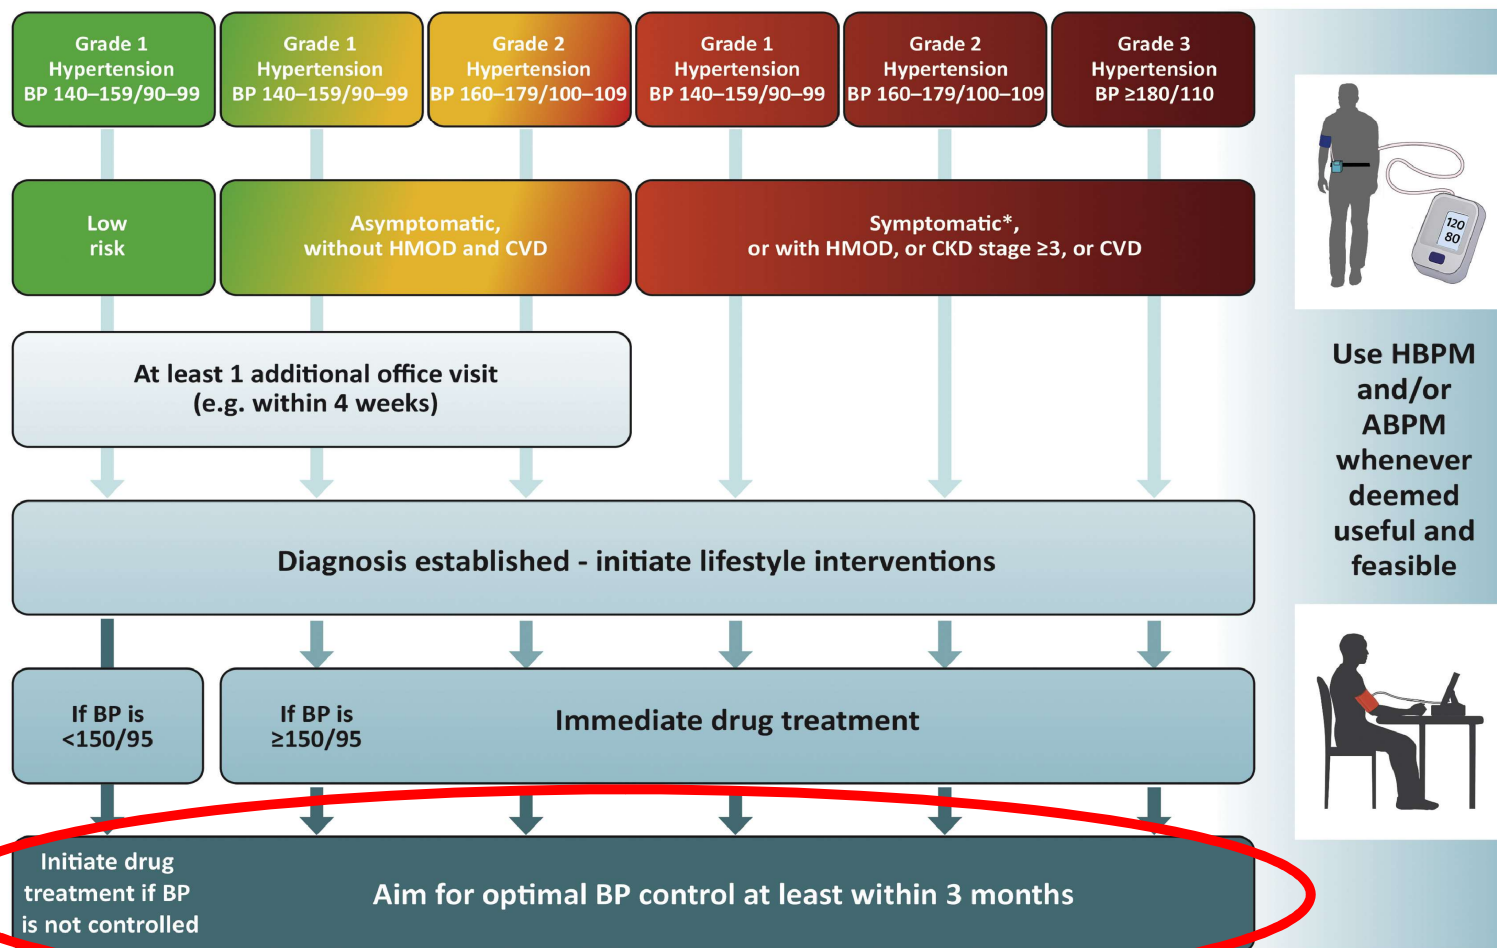 Grade 1
Hypertension
BP 140–159/90–99
Grade 1
Hypertension
BP 140–159/90–99
Grade 2
Hypertension
BP 160–179/100–109
Grade 1
Hypertension
BP 140–159/90–99
Grade 2
Hypertension
BP 160–179/100–109
Grade 3
Hypertension
BP ≥180/110
Low
risk
Asymptomatic,
without HMOD and CVD
Symptomatic*,
or with HMOD, or CKD stage ≥3, or CVD
At least 1 additional office visit
(e.g. within 4 weeks)
Diagnosis established - initiate lifestyle interventions
If BP is
<150/95
If BP is
≥150/95
Immediate drug treatment
Initiate drug
treatment if BP
is not controlled
Aim for optimal BP control at least within 3 months
120
80
Use HBPM
and/or
ABPM
whenever
deemed
useful and
feasible